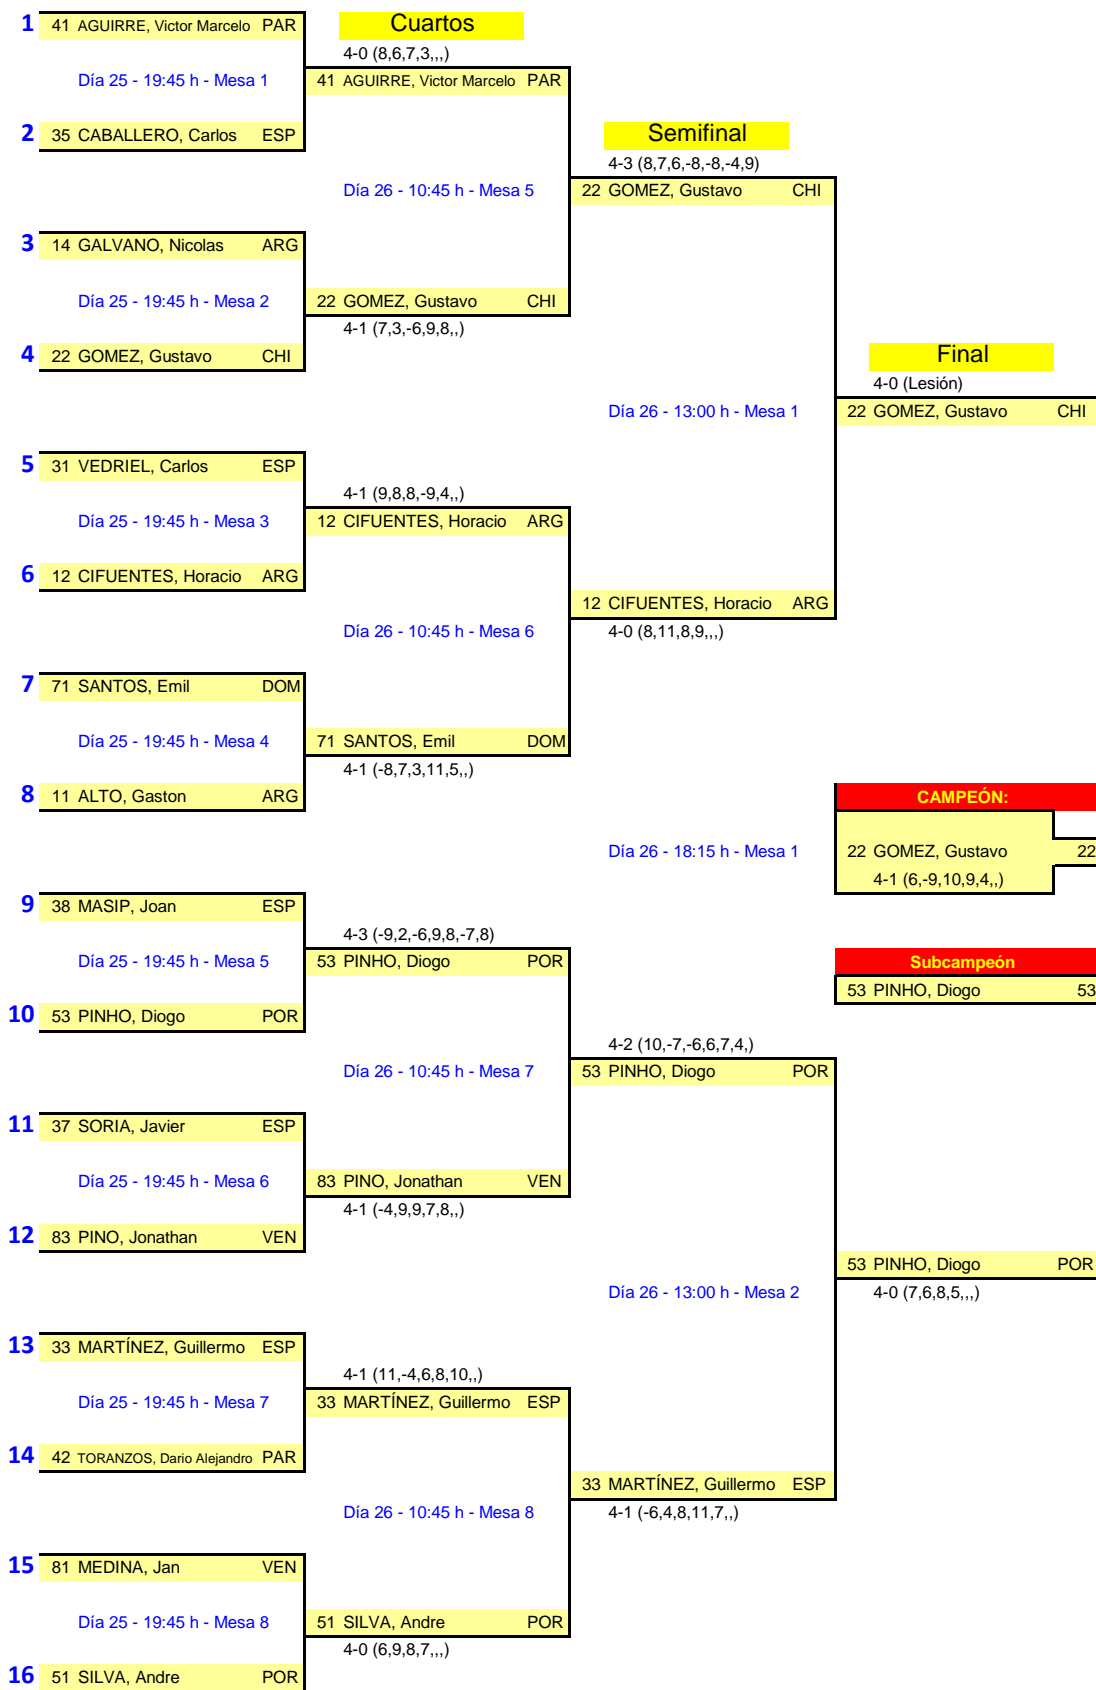 1 41 AGUIRRE, Victor Marcelo PAR Cuartos
4-0 (8,6,7,3,,,)
Día 25 - 19:45 h - Mesa 1 41 AGUIRRE, Victor Marcelo PAR
2 35 CABALLERO, Carlos ESP Semifinal
4-3 (8,7,6,-8,-8,-4,9)
Día 26 - 10:45 h - Mesa 5 22 GOMEZ, Gustavo CHI
3 14 GALVANO, Nicolas ARG
Día 25 - 19:45 h - Mesa 2 22 GOMEZ, Gustavo CHI
4-1 (7,3,-6,9,8,,)
4 22 GOMEZ, Gustavo CHI Final
4-0 (Lesión)
Día 26 - 13:00 h - Mesa 1 22 GOMEZ, Gustavo CHI
5 31 VEDRIEL, Carlos ESP
4-1 (9,8,8,-9,4,,)
Día 25 - 19:45 h - Mesa 3 12 CIFUENTES, Horacio ARG
6 12 CIFUENTES, Horacio ARG
12 CIFUENTES, Horacio ARG
Día 26 - 10:45 h - Mesa 6 4-0 (8,11,8,9,,,)
7 71 SANTOS, Emil DOM
Día 25 - 19:45 h - Mesa 4 71 SANTOS, Emil DOM
4-1 (-8,7,3,11,5,,)
8 11 ALTO, Gaston ARG CAMPEÓN:
Día 26 - 18:15 h - Mesa 1 22 GOMEZ, Gustavo 22
4-1 (6,-9,10,9,4,,)
9 38 MASIP, Joan ESP
4-3 (-9,2,-6,9,8,-7,8)
Día 25 - 19:45 h - Mesa 5 53 PINHO, Diogo POR Subcampeón
53 PINHO, Diogo 53
10 53 PINHO, Diogo POR
4-2 (10,-7,-6,6,7,4,)
Día 26 - 10:45 h - Mesa 7 53 PINHO, Diogo POR
11 37 SORIA, Javier ESP
Día 25 - 19:45 h - Mesa 6 83 PINO, Jonathan VEN
4-1 (-4,9,9,7,8,,)
12 83 PINO, Jonathan VEN
53 PINHO, Diogo POR
Día 26 - 13:00 h - Mesa 2 4-0 (7,6,8,5,,,)
13 33 MARTÍNEZ, Guillermo ESP
4-1 (11,-4,6,8,10,,)
Día 25 - 19:45 h - Mesa 7 33 MARTÍNEZ, Guillermo ESP
14 42 TORANZOS, Dario Alejandro PAR
33 MARTÍNEZ, Guillermo ESP
Día 26 - 10:45 h - Mesa 8 4-1 (-6,4,8,11,7,,)
15 81 MEDINA, Jan VEN
Día 25 - 19:45 h - Mesa 8 51 SILVA, Andre POR
4-0 (6,9,8,7,,,)
16 51 SILVA, Andre POR